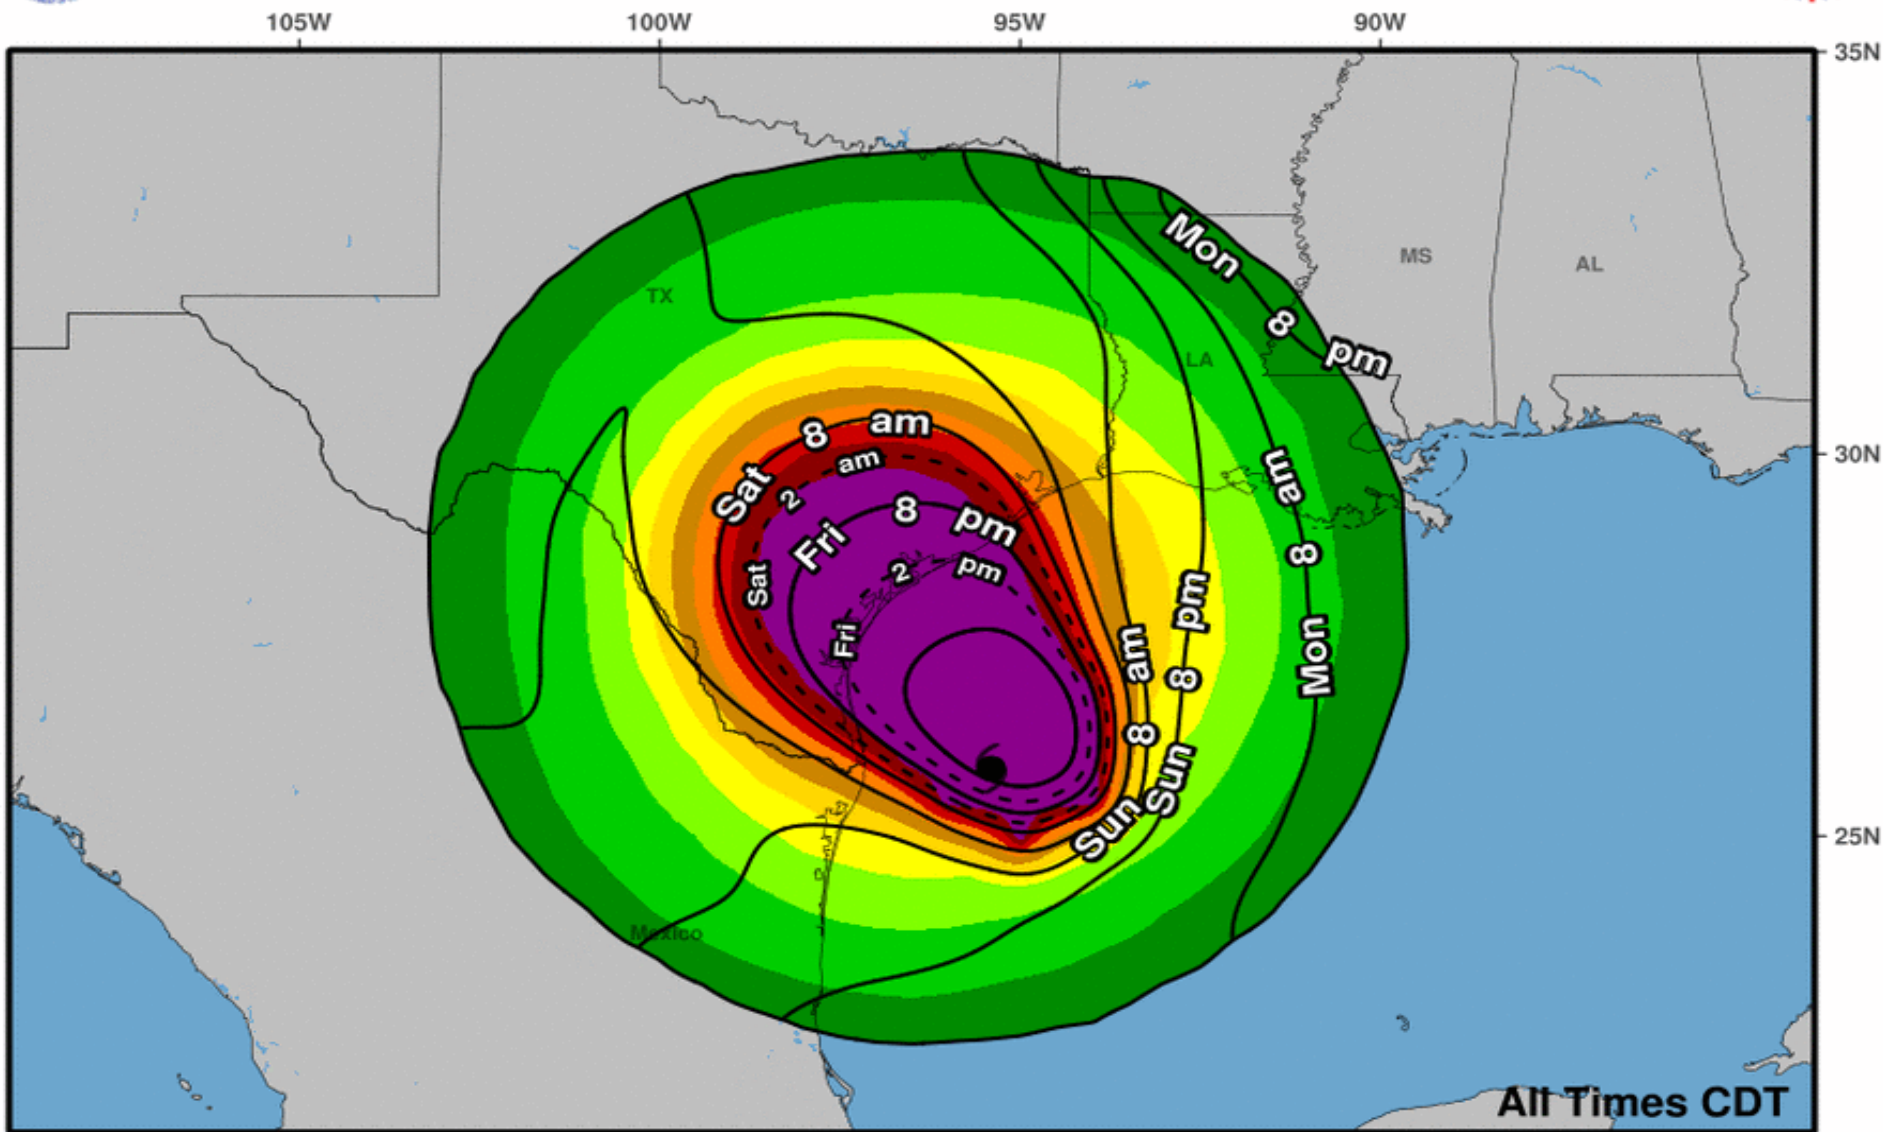 105W 100W 95W 90W
35N
Mon
8
pm
MS
AL
TX
LA
Sat 8 am
30N
Sat 2 am
am 8 Mon
Fri 8 pm
Fri 2 pm
pm 8 Sun
am 8 Sun
25N
Mexico
All Times CDT